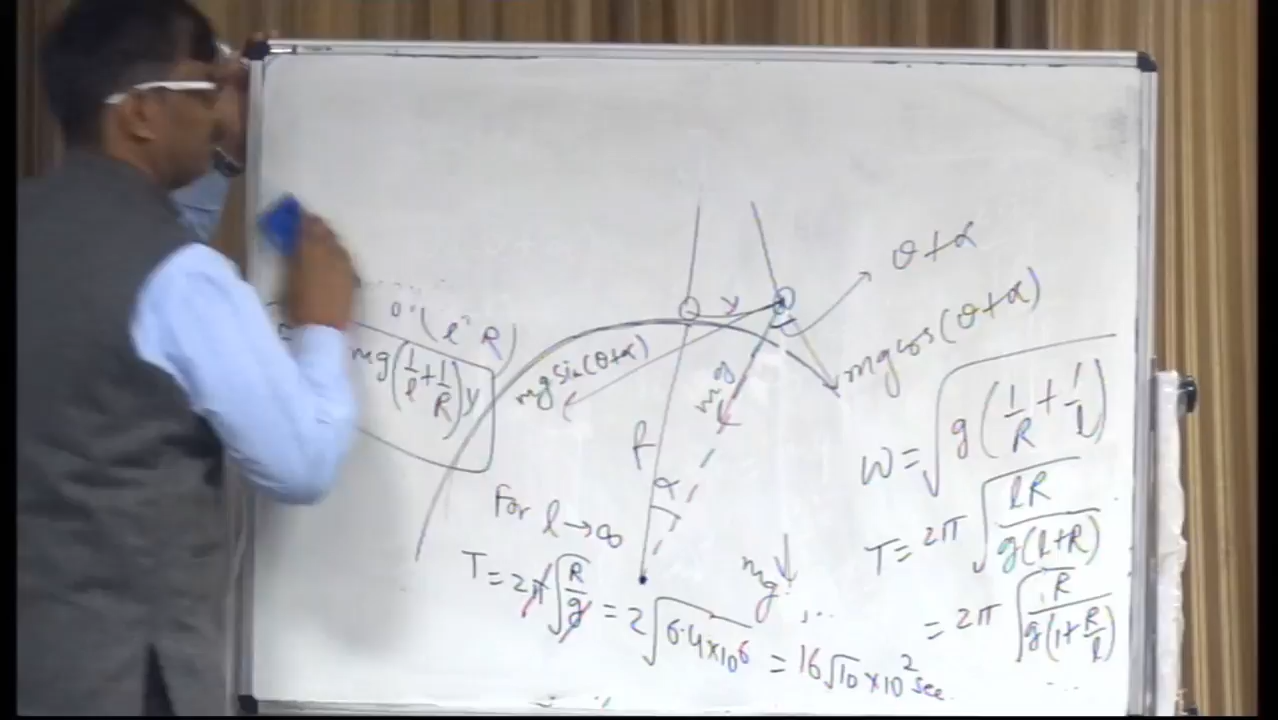 θ+α
mg cos(θ+α)
y
mg sin(θ+α)
mg
mg(1/l + 1/R)y
R
α
W = √(g(1/R + 1/l))
T = 2π √(lR/(g(l+R)))
= 2π √(R/(g(1+R/l)))
For l → ∞
T = 2π √(R/g) = 2 √(6.4×10⁶) = 16√10 ×10² sec.
mg